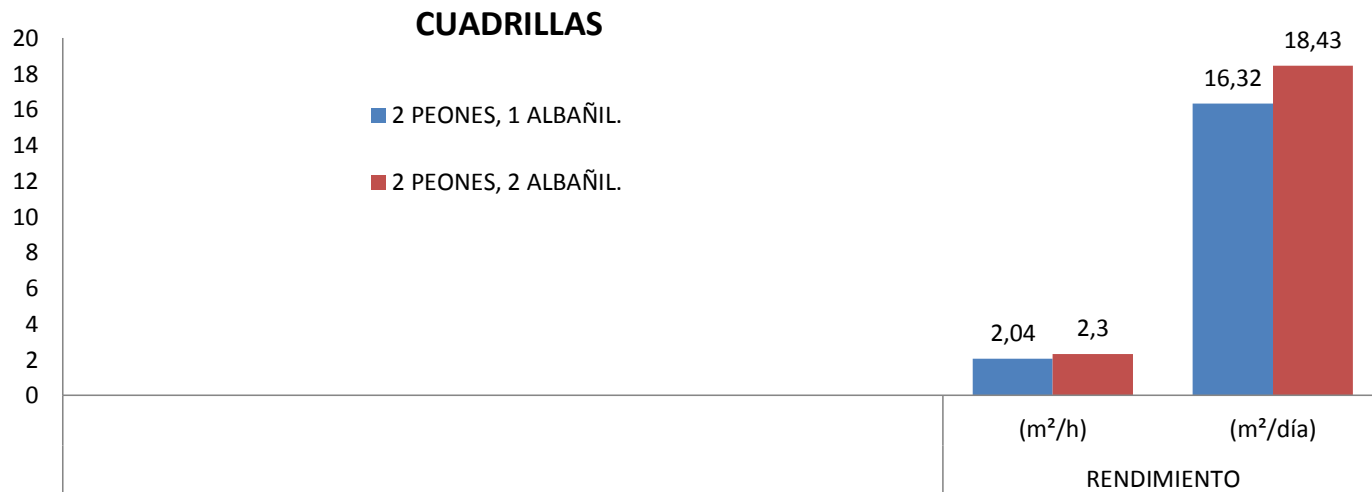 CUADRILLAS
20
18
16
14
12
10
8
6
4
2
0
2 PEONES, 1 ALBAÑIL.
2 PEONES, 2 ALBAÑIL.
2,04
2,3
16,32
18,43
(m²/h)
(m²/día)
RENDIMIENTO